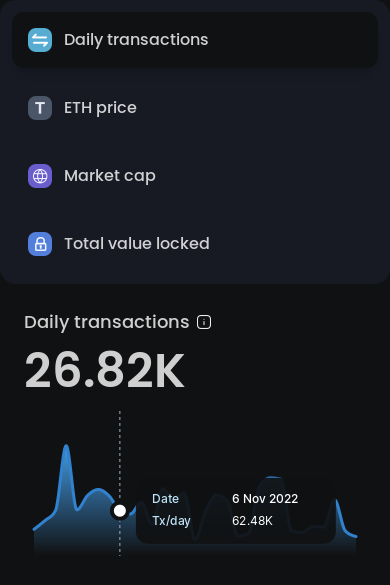 Daily transactions
T
ETH price
Market cap
Total value locked
Daily transactions i
26.82K
Date 6 Nov 2022
Tx/day 62.48K